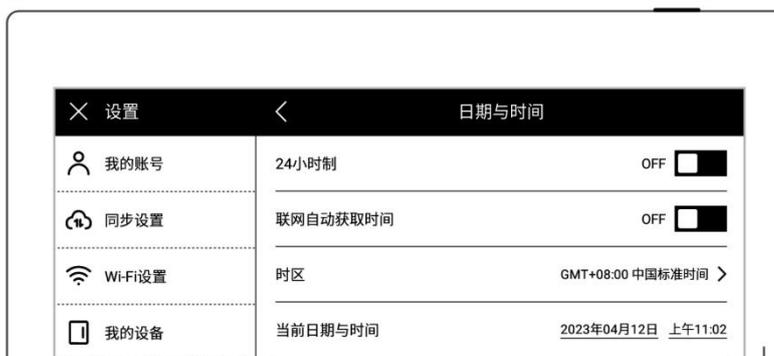 设置
日期与时间
我的账号
24小时制
OFF
同步设置
联网自动获取时间
OFF
Wi-Fi设置
时区
GMT+08:00 中国标准时间
我的设备
当前日期与时间
2023年04月12日 上午11:02